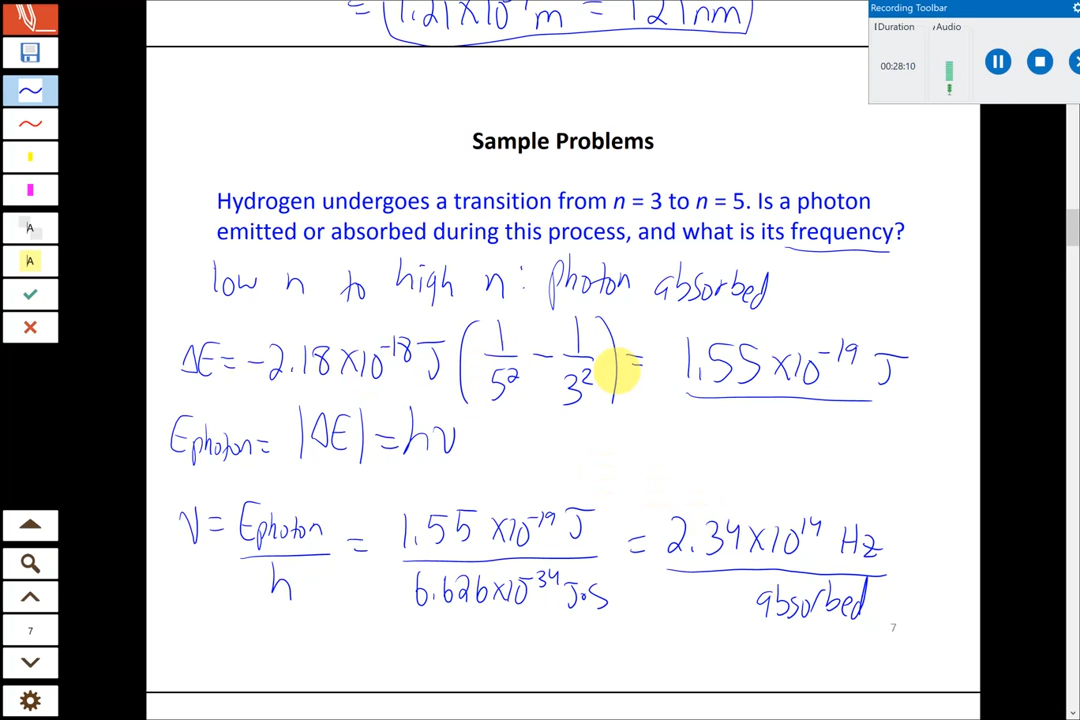 Recording Toolbar
Duration
Audio
00:28:10
= 1.21×10 m = 121nm
Sample Problems
Hydrogen undergoes a transition from n = 3 to n = 5. Is a photon
emitted or absorbed during this process, and what is its frequency?
low n to high n: photon absorbed
ΔE = -2.18×10⁻¹⁸ J (1/5² - 1/3²) = 1.55×10⁻¹⁹ J
Ephoton = |ΔE| = hν
ν = Ephoton/h = 1.55×10⁻¹⁹ J / 6.626×10⁻³⁴ J·s = 2.34×10¹⁴ Hz
absorbed
7
A
A
7